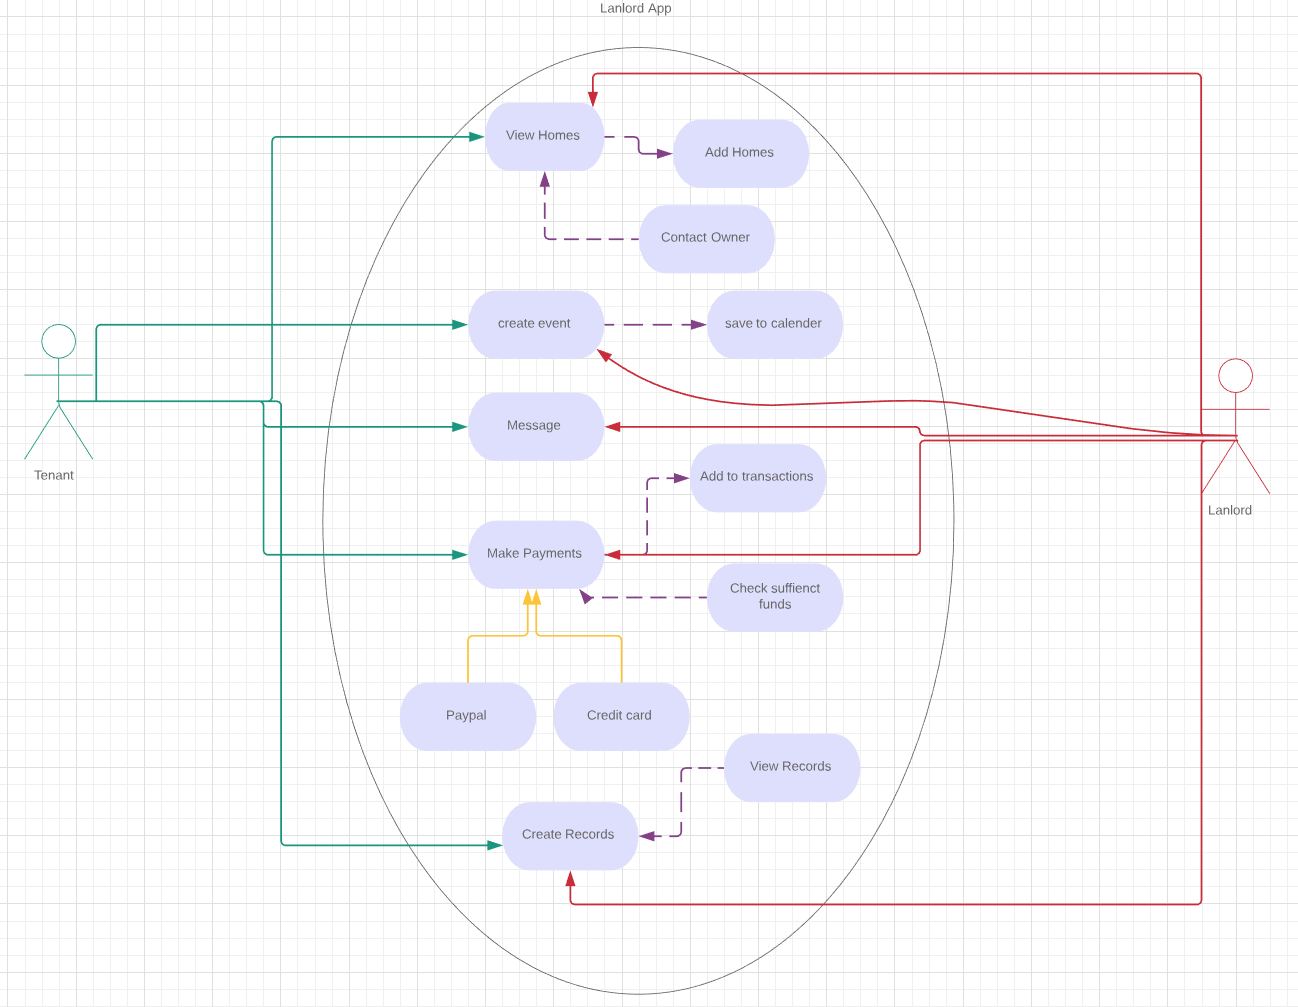 Lanlord App
View Homes
Add Homes
Contact Owner
create event
save to calender
Message
Add to transactions
Tenant
Lanlord
Make Payments
Check suffienct
funds
Paypal
Credit card
View Records
Create Records